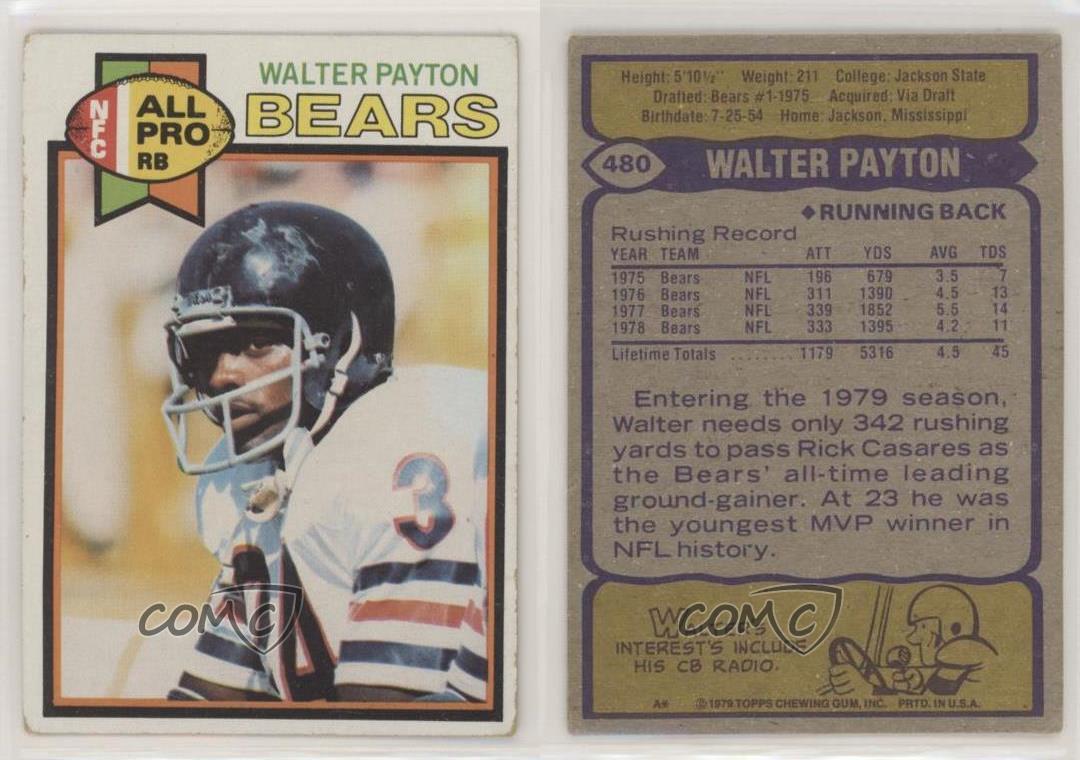 NFC
ALL
PRO
RB
WALTER PAYTON
BEARS
3
COMC
Height: 5'10½" Weight: 211 College: Jackson State
Drafted: Bears #1-1975 Acquired: Via Draft
Birthdate: 7-25-54 Home: Jackson, Mississippi
480 WALTER PAYTON
◆RUNNING BACK
Rushing Record
YEAR TEAM ATT YDS AVG TDS
1975 Bears NFL 196 679 3.5 7
1976 Bears NFL 311 1390 4.5 13
1977 Bears NFL 339 1852 5.5 14
1978 Bears NFL 333 1395 4.2 11
Lifetime Totals ........ 1179 5316 4.5 45
Entering the 1979 season,
Walter needs only 342 rushing
yards to pass Rick Casares as
the Bears' all-time leading
ground-gainer. At 23 he was
the youngest MVP winner in
NFL history.
WALTER'S
INTEREST'S INCLUDE
HIS CB RADIO.
COMC
A* © 1979 TOPPS CHEWING GUM, INC. PRTD. IN U.S.A.